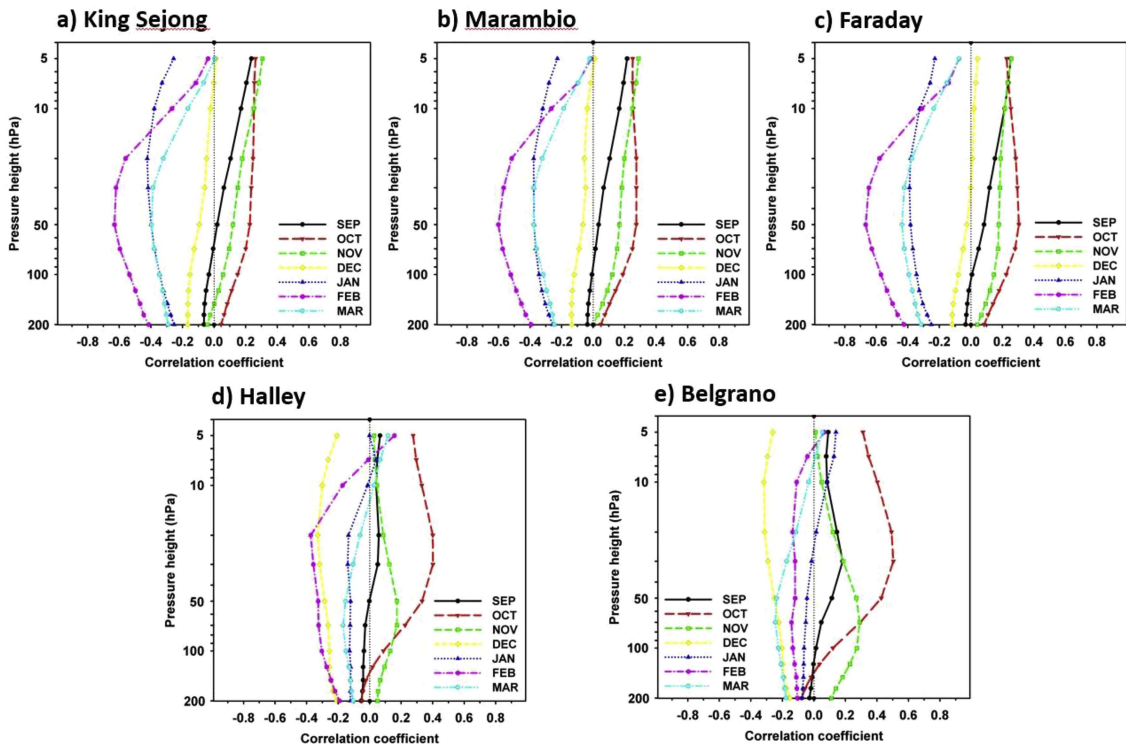 a) King Sejong
b) Marambio
c) Faraday
Pressure height (hPa)
5
10
50
100
200
-0.8 -0.6 -0.4 -0.2 0.0 0.2 0.4 0.6 0.8
Correlation coefficient
SEP
OCT
NOV
DEC
JAN
FEB
MAR
Pressure height (hPa)
5
10
50
100
200
-0.8 -0.6 -0.4 -0.2 0.0 0.2 0.4 0.6 0.8
Correlation coefficient
SEP
OCT
NOV
DEC
JAN
FEB
MAR
Pressure height (hPa)
5
10
50
100
200
-0.8 -0.6 -0.4 -0.2 0.0 0.2 0.4 0.6 0.8
Correlation coefficient
SEP
OCT
NOV
DEC
JAN
FEB
MAR
d) Halley
e) Belgrano
Pressure height (hPa)
5
10
50
100
200
-0.8 -0.6 -0.4 -0.2 0.0 0.2 0.4 0.6 0.8
Correlation coefficient
SEP
OCT
NOV
DEC
JAN
FEB
MAR
Pressure height (hPa)
5
10
50
100
200
-0.8 -0.6 -0.4 -0.2 0.0 0.2 0.4 0.6 0.8
Correlation coefficient
SEP
OCT
NOV
DEC
JAN
FEB
MAR